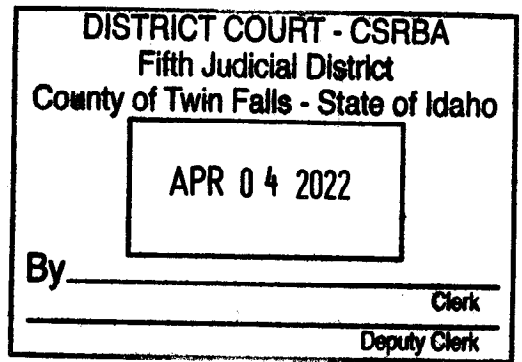 DISTRICT COURT - CSRBA
Fifth Judicial District
County of Twin Falls - State of Idaho
APR 04 2022
By
Clerk
Deputy Clerk